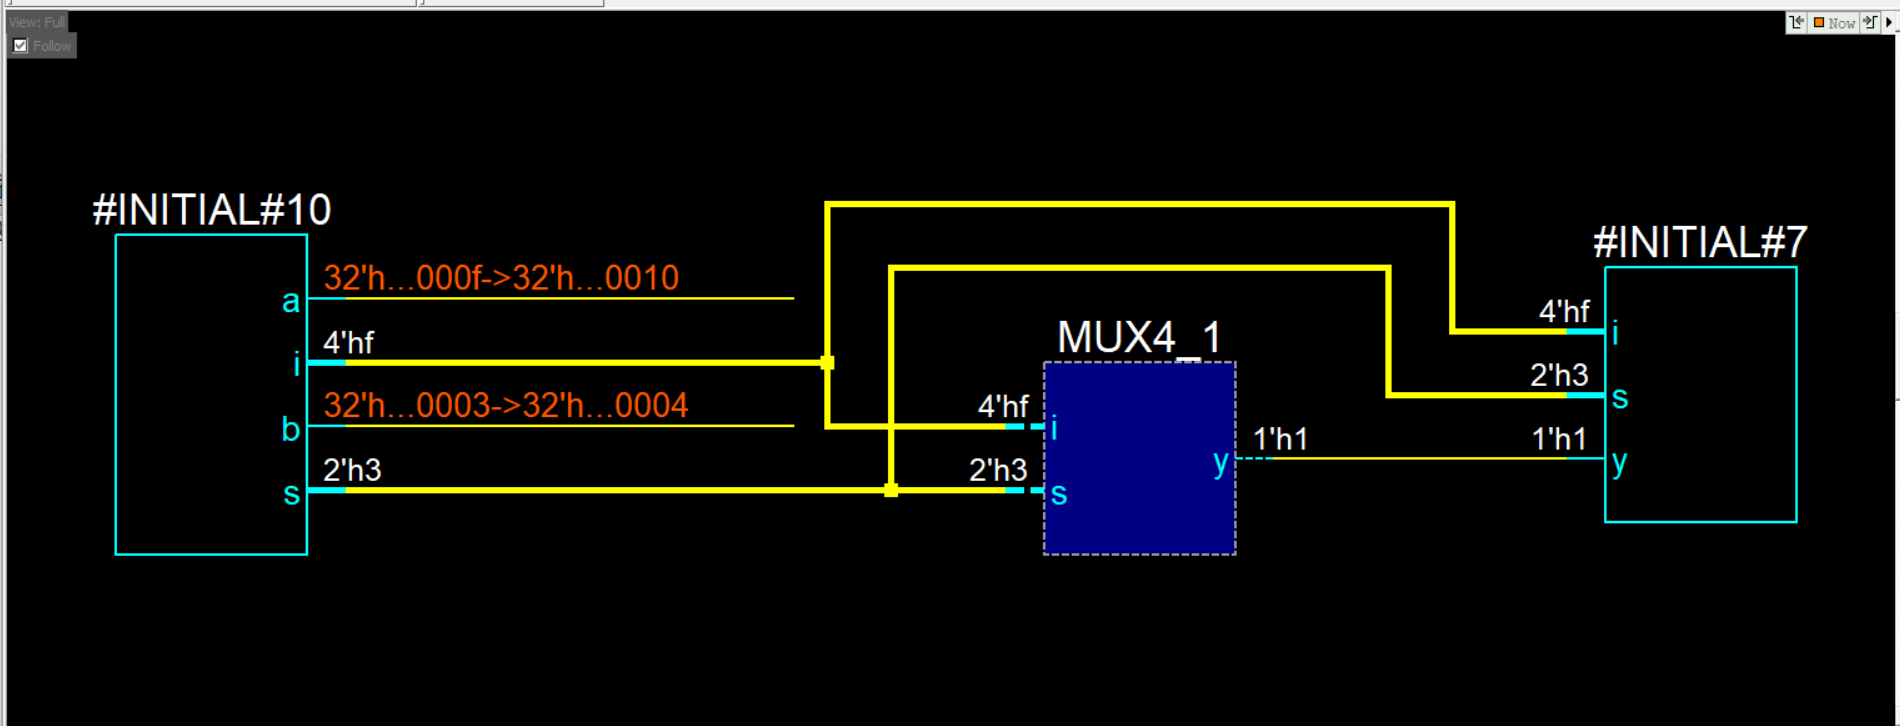 View: Full
Follow
Now
#INITIAL#10
a
32'h...000f->32'h...0010
i
4'hf
b
32'h...0003->32'h...0004
s
2'h3
MUX4_1
4'hf
i
2'h3
s
y
1'h1
#INITIAL#7
4'hf
i
2'h3
s
1'h1
y